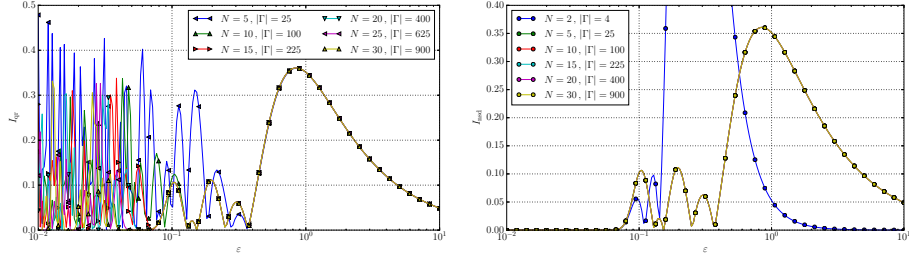 0.5
0.4
0.3
0.2
0.1
0.0
I_qr
N = 5 , |Γ| = 25
N = 10 , |Γ| = 100
N = 15 , |Γ| = 225
N = 20 , |Γ| = 400
N = 25 , |Γ| = 625
N = 30 , |Γ| = 900
10^-2
10^-1
10^0
10^1
ε
0.40
0.35
0.30
0.25
0.20
0.15
0.10
0.05
0.00
N = 2 , |Γ| = 4
N = 5 , |Γ| = 25
N = 10 , |Γ| = 100
N = 15 , |Γ| = 225
N = 20 , |Γ| = 400
N = 30 , |Γ| = 900
10^-2
10^-1
10^0
10^1
ε